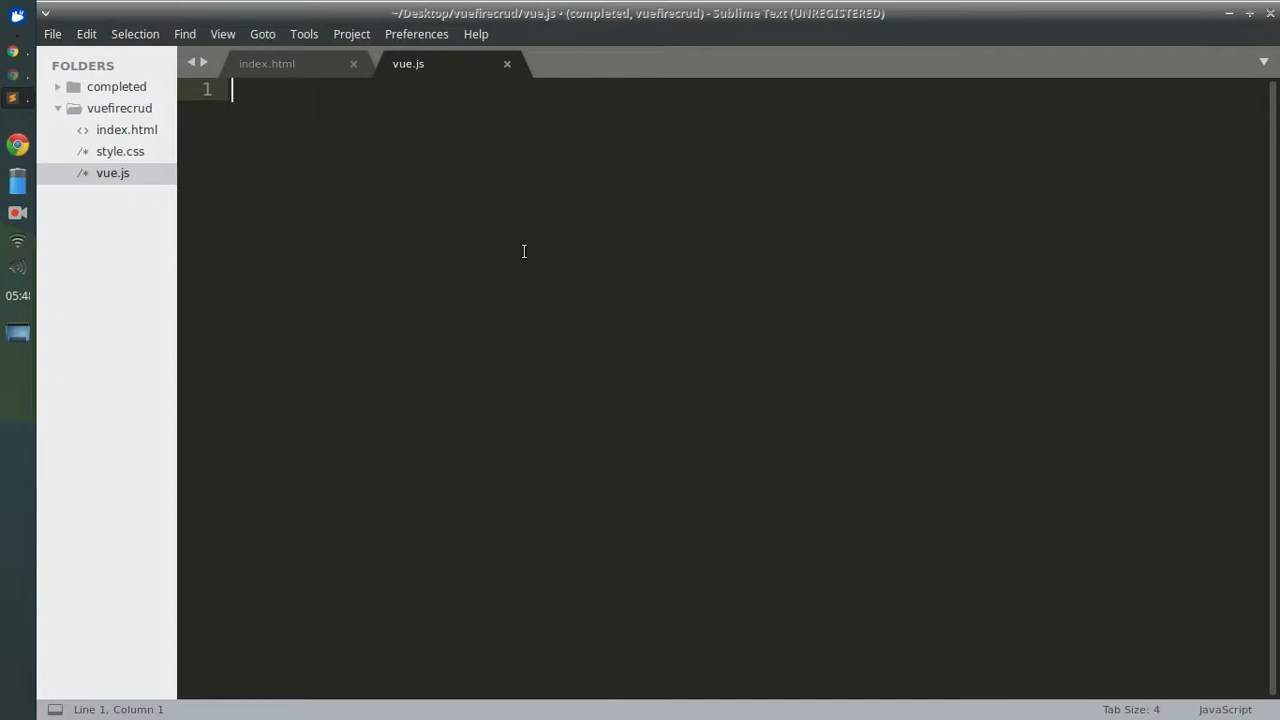 ~/Desktop/vuefirecrud/vue.js • (completed, vuefirecrud) - Sublime Text (UNREGISTERED)
File Edit Selection Find View Goto Tools Project Preferences Help
FOLDERS
completed
vuefirecrud
<> index.html
/* style.css
/* vue.js
index.html
vue.js
1
05:48
Line 1, Column 1
Tab Size: 4
JavaScript